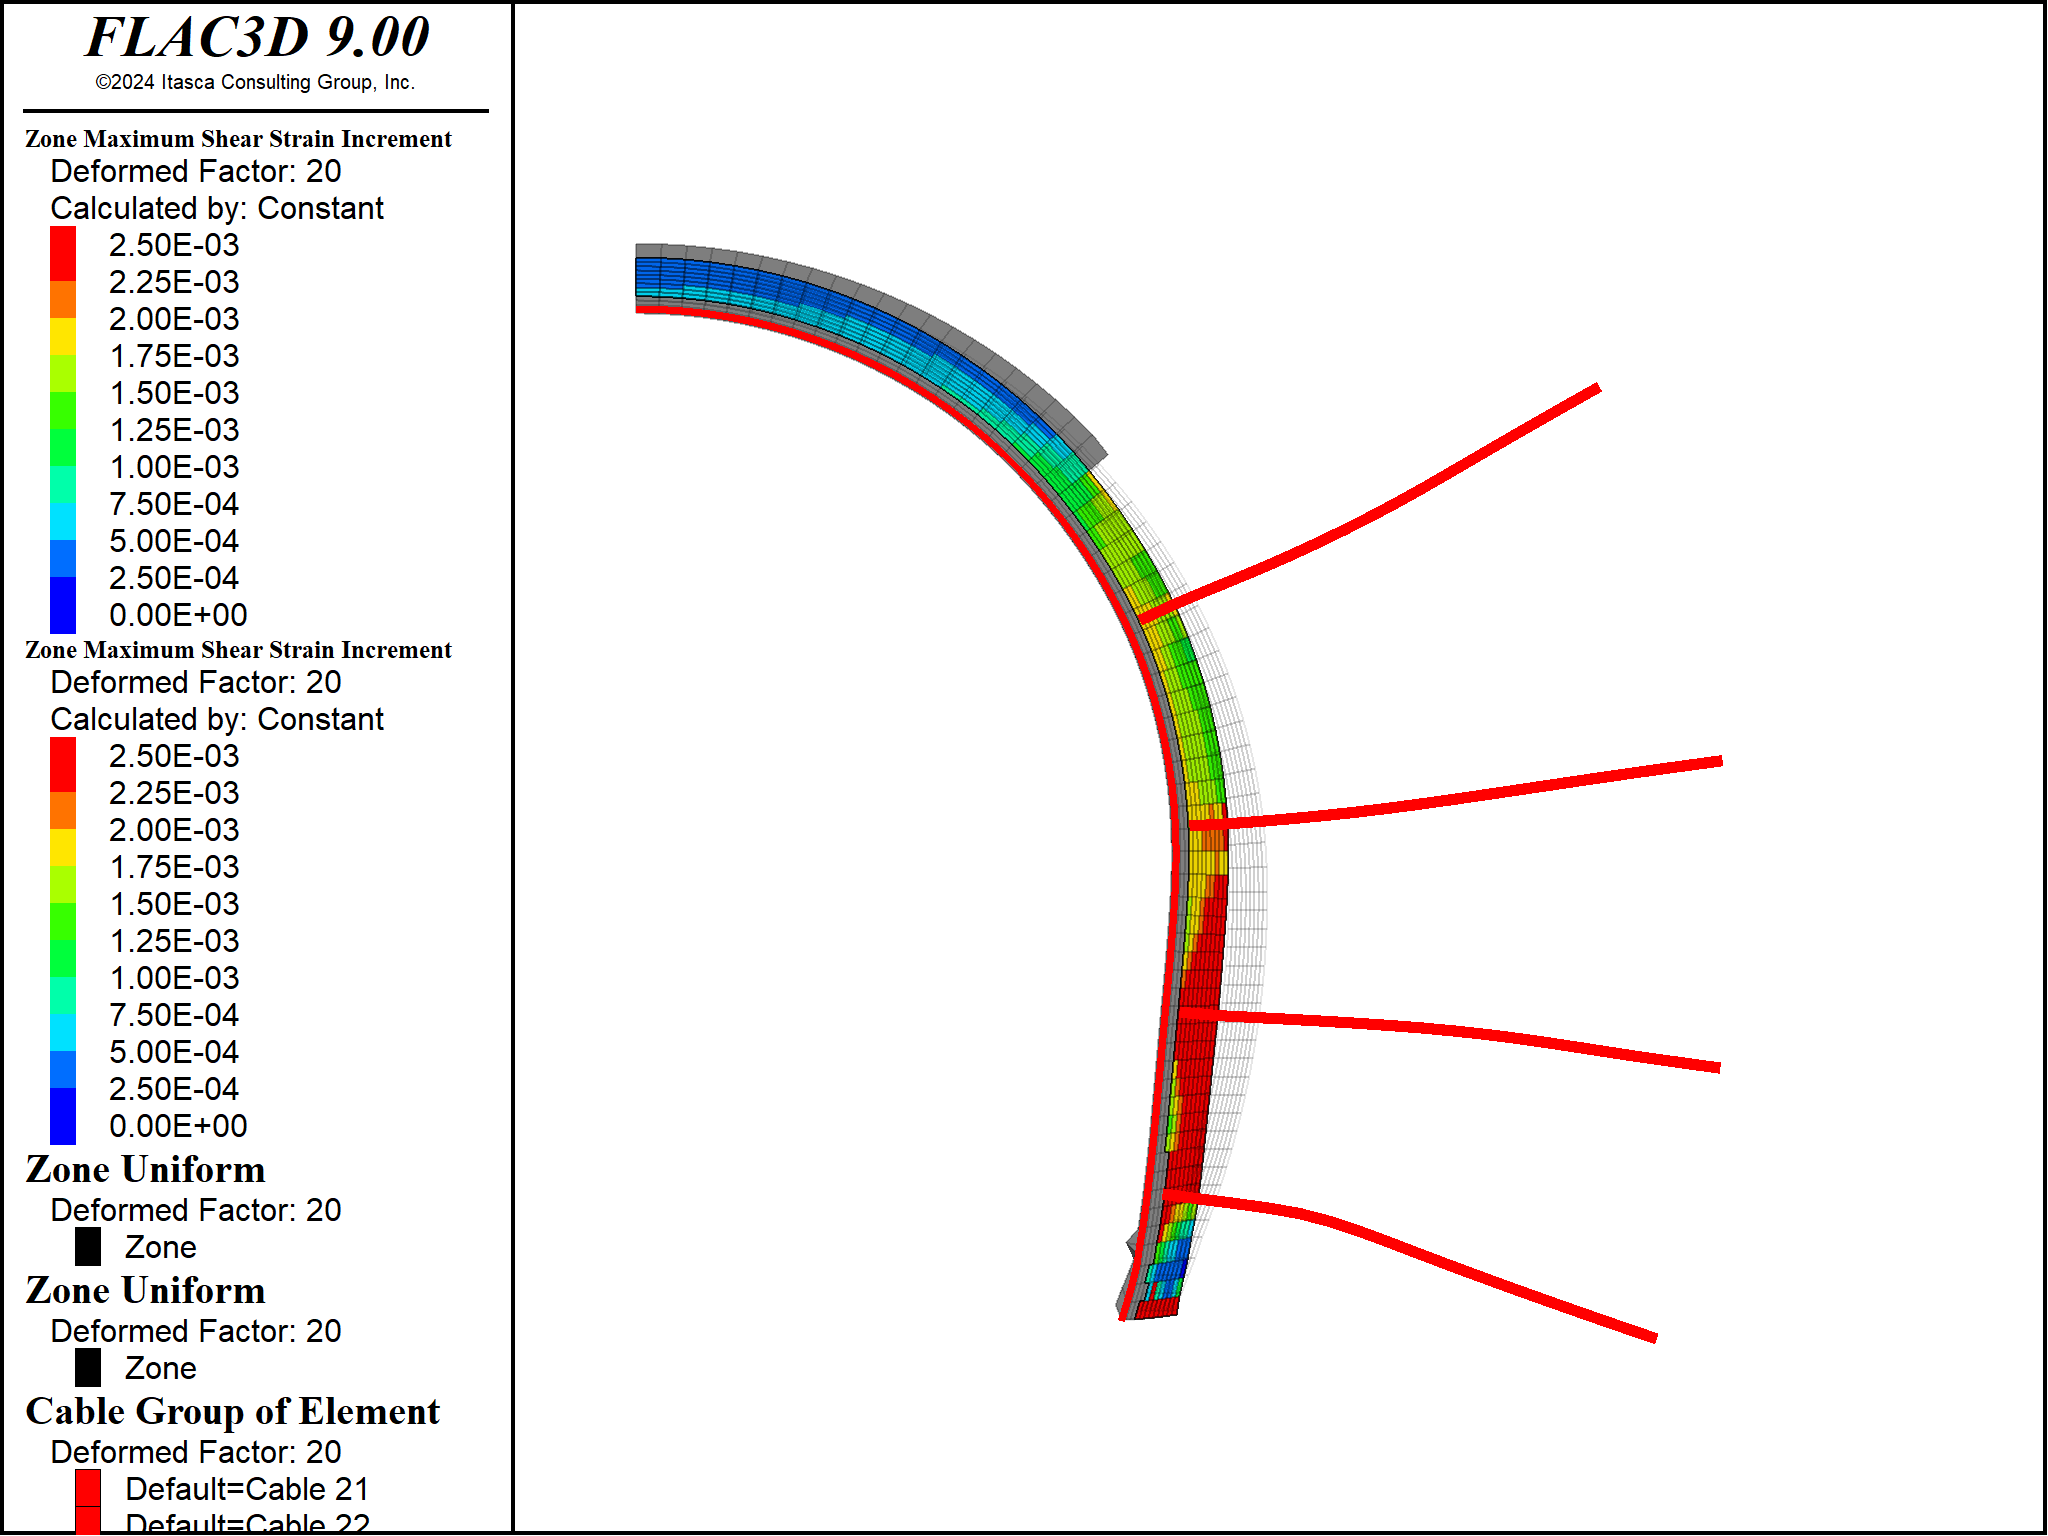 FLAC3D 9.00
©2024 Itasca Consulting Group, Inc.
Zone Maximum Shear Strain Increment
Deformed Factor: 20
Calculated by: Constant
2.50E-03
2.25E-03
2.00E-03
1.75E-03
1.50E-03
1.25E-03
1.00E-03
7.50E-04
5.00E-04
2.50E-04
0.00E+00
Zone Maximum Shear Strain Increment
Deformed Factor: 20
Calculated by: Constant
2.50E-03
2.25E-03
2.00E-03
1.75E-03
1.50E-03
1.25E-03
1.00E-03
7.50E-04
5.00E-04
2.50E-04
0.00E+00
Zone Uniform
Deformed Factor: 20
Zone
Zone Uniform
Deformed Factor: 20
Zone
Cable Group of Element
Deformed Factor: 20
Default=Cable 21
Default=Cable 22